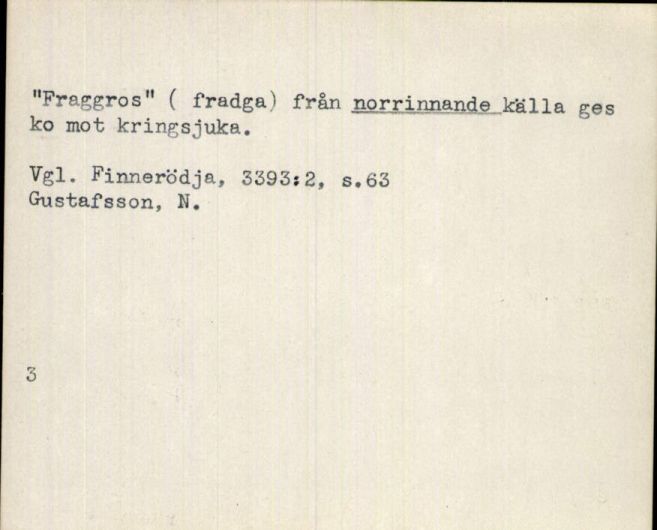 "Fraggros" ( fradga) från norrinnande källa ges
ko mot kringsjuka.
Vgl. Finnerödja, 3393:2, s.63
Gustafsson, N.
3